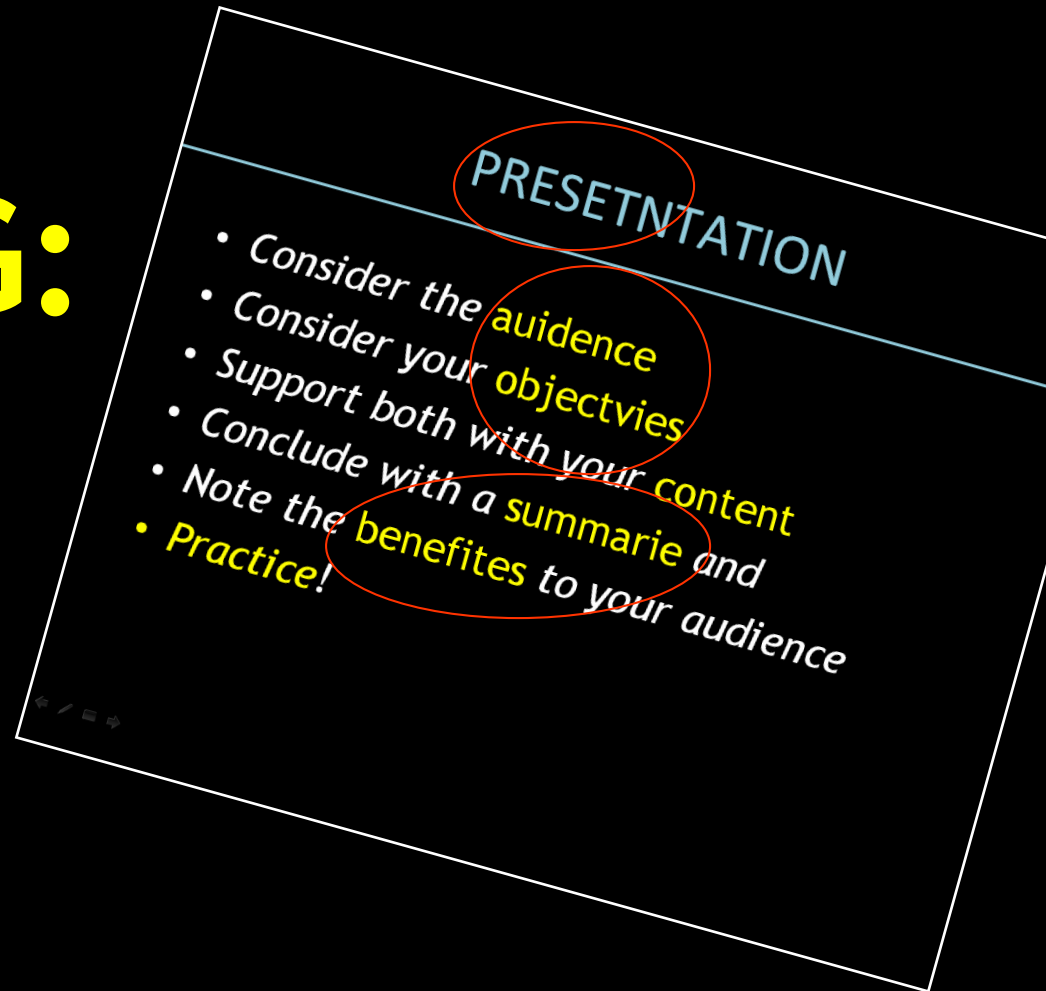 G:
PRESETNTATION
• Consider the auidence
• Consider your objectvies
• Support both with your content
• Conclude with a summarie and
• Note the benefites to your audience
• Practice!